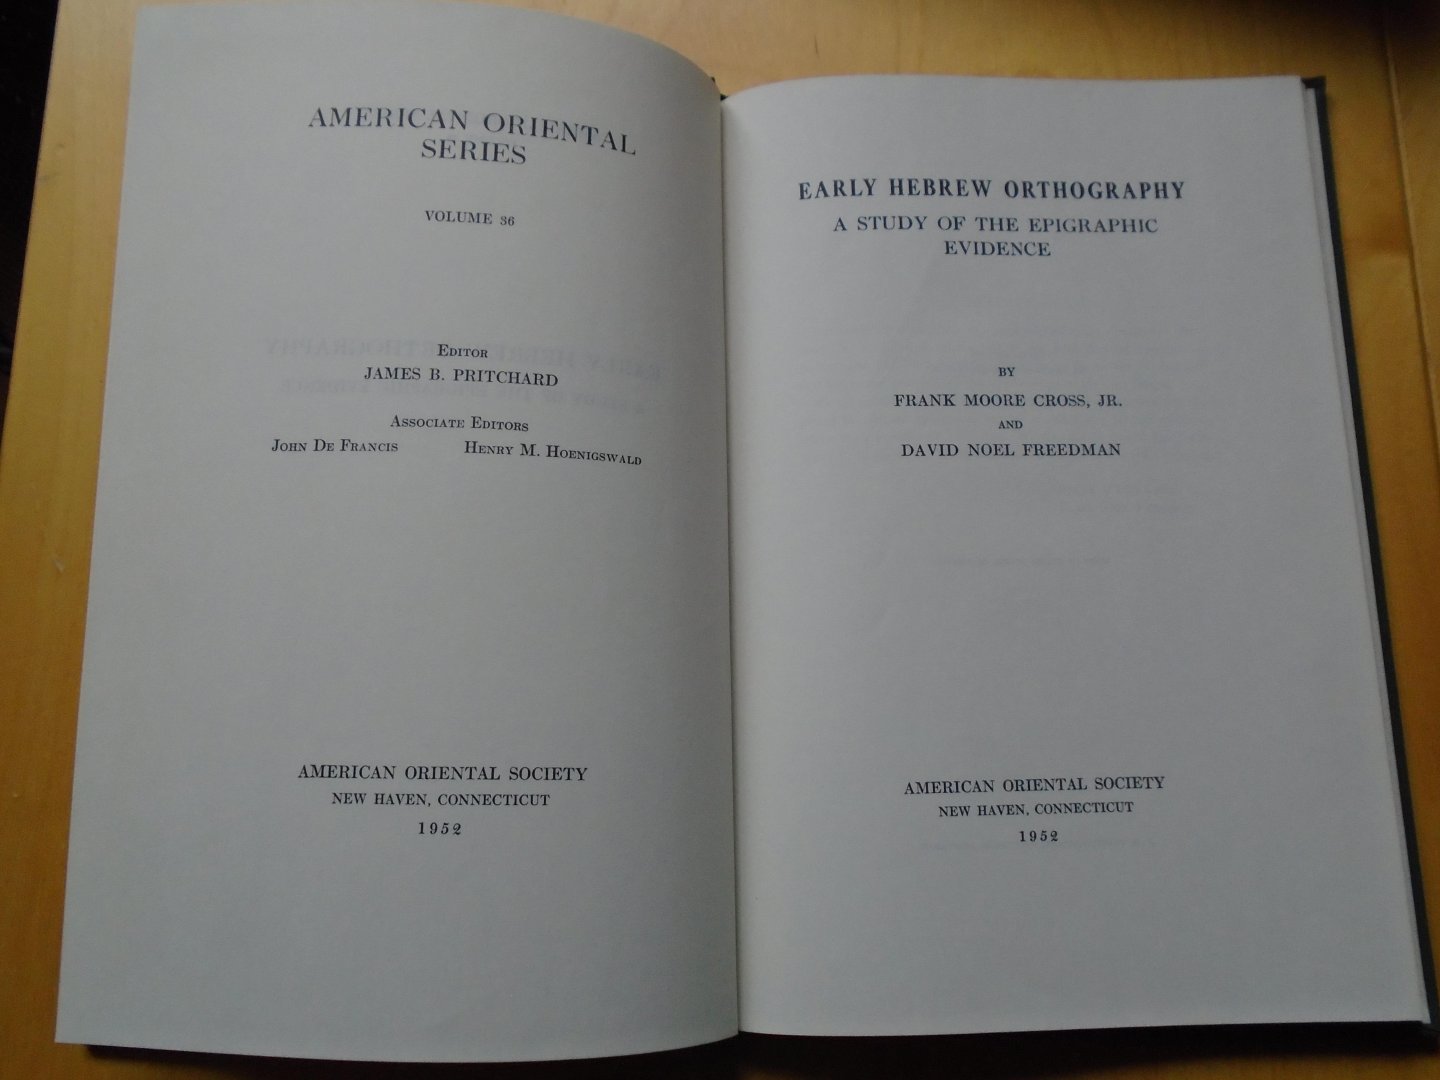 AMERICAN ORIENTAL
SERIES
VOLUME 36
EDITOR
JAMES B. PRITCHARD
ASSOCIATE EDITORS
JOHN DE FRANCIS HENRY M. HOENIGSWALD
AMERICAN ORIENTAL SOCIETY
NEW HAVEN, CONNECTICUT
1952
EARLY HEBREW ORTHOGRAPHY
A STUDY OF THE EPIGRAPHIC
EVIDENCE
BY
FRANK MOORE CROSS, JR.
AND
DAVID NOEL FREEDMAN
AMERICAN ORIENTAL SOCIETY
NEW HAVEN, CONNECTICUT
1952